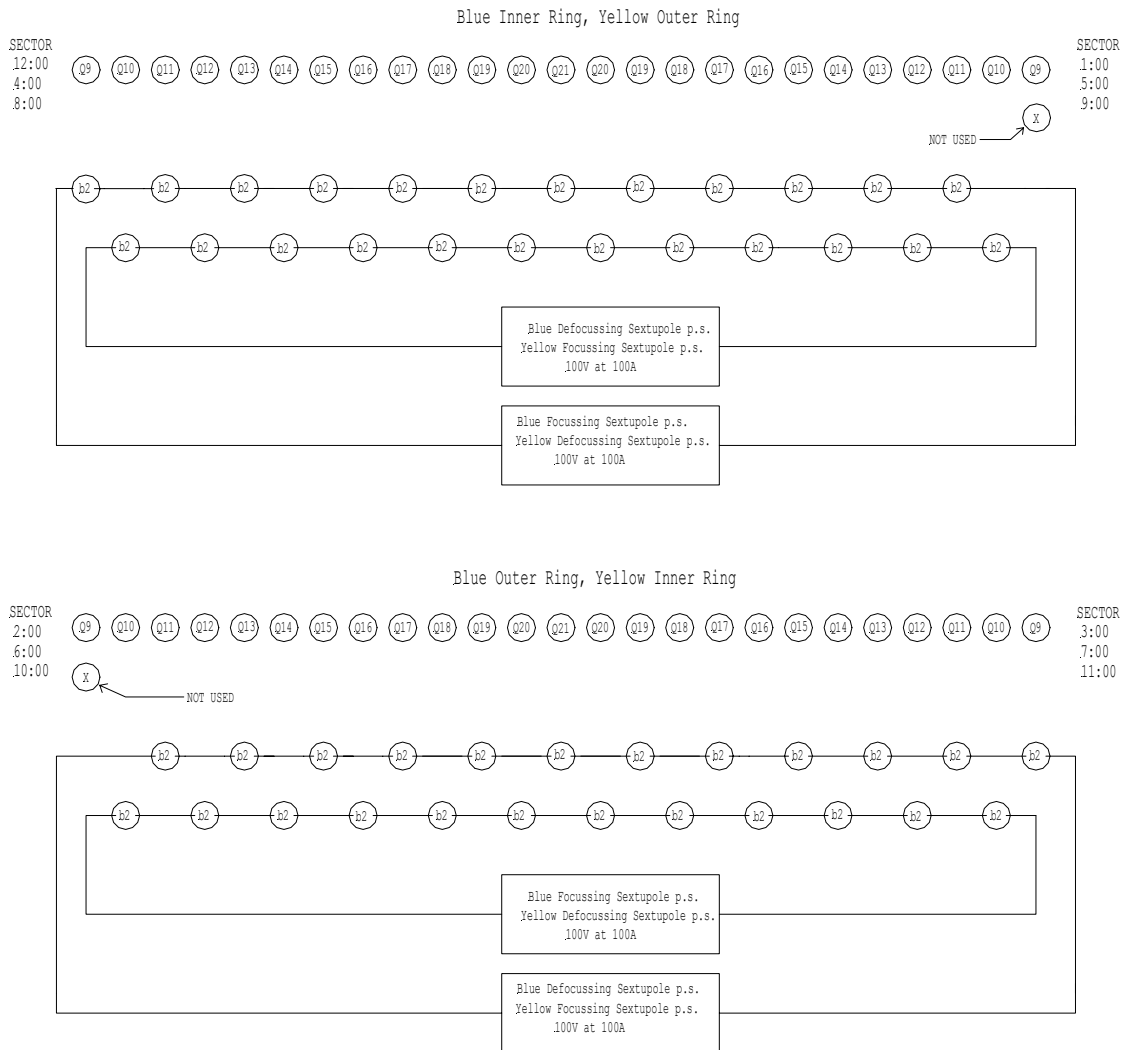 Blue Inner Ring, Yellow Outer Ring
SECTOR
12:00
4:00
8:00
Q9 Q10 Q11 Q12 Q13 Q14 Q15 Q16 Q17 Q18 Q19 Q20 Q21 Q20 Q19 Q18 Q17 Q16 Q15 Q14 Q13 Q12 Q11 Q10 Q9
SECTOR
1:00
5:00
9:00
X
NOT USED
b2 b2 b2 b2 b2 b2 b2 b2 b2 b2 b2 b2
b2 b2 b2 b2 b2 b2 b2 b2 b2 b2 b2 b2
Blue Defocussing Sextupole p.s.
Yellow Focussing Sextupole p.s.
100V at 100A
Blue Focussing Sextupole p.s.
Yellow Defocussing Sextupole p.s.
100V at 100A
Blue Outer Ring, Yellow Inner Ring
SECTOR
2:00
6:00
10:00
Q9 Q10 Q11 Q12 Q13 Q14 Q15 Q16 Q17 Q18 Q19 Q20 Q21 Q20 Q19 Q18 Q17 Q16 Q15 Q14 Q13 Q12 Q11 Q10 Q9
SECTOR
3:00
7:00
11:00
X
NOT USED
b2 b2 b2 b2 b2 b2 b2 b2 b2 b2 b2 b2
b2 b2 b2 b2 b2 b2 b2 b2 b2 b2 b2 b2
Blue Focussing Sextupole p.s.
Yellow Defocussing Sextupole p.s.
100V at 100A
Blue Defocussing Sextupole p.s.
Yellow Focussing Sextupole p.s.
100V at 100A